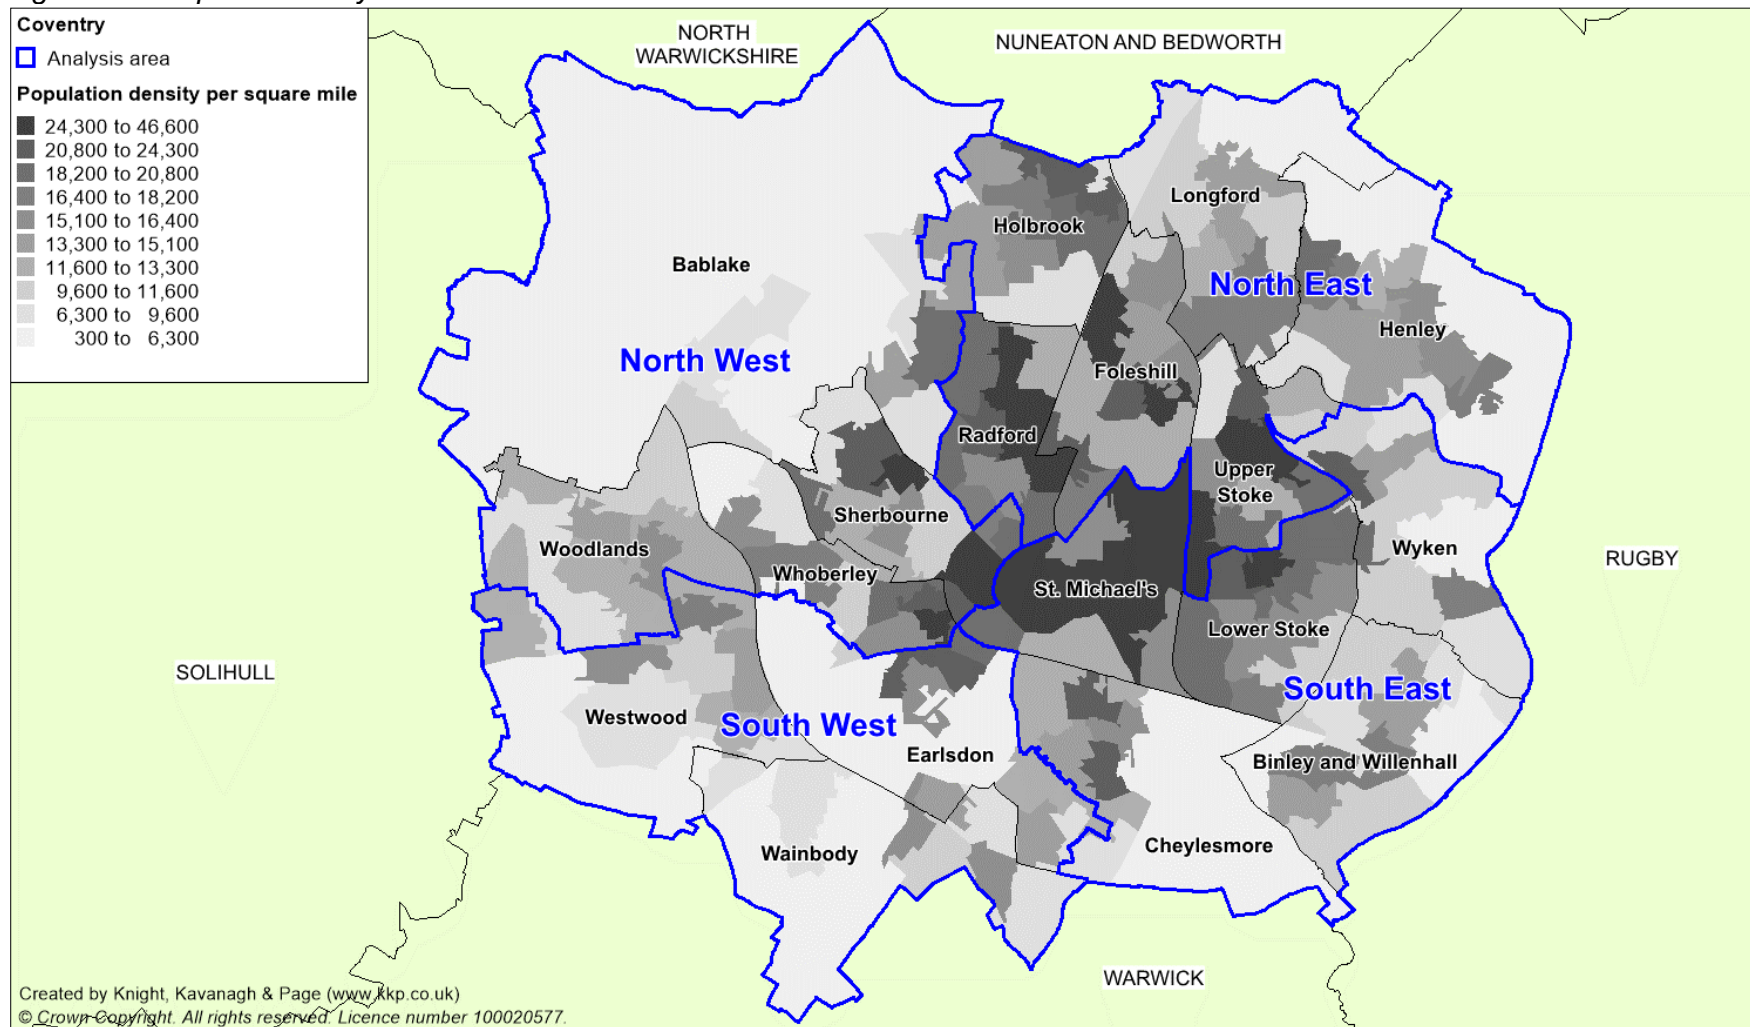 Coventry
Analysis area
Population density per square mile
24,300 to 46,600
20,800 to 24,300
18,200 to 20,800
16,400 to 18,200
15,100 to 16,400
13,300 to 15,100
11,600 to 13,300
9,600 to 11,600
6,300 to 9,600
300 to 6,300
NORTH
WARWICKSHIRE
NUNEATON AND BEDWORTH
Longford
Holbrook
Bablake
North East
Henley
North West
Foleshill
Radford
Upper
Stoke
Sherbourne
Woodlands
Wyken
RUGBY
Whoberley
St. Michael's
Lower Stoke
SOLIHULL
South East
Westwood
South West
Earlsdon
Binley and Willenhall
Wainbody
Cheylesmore
WARWICK
Created by Knight, Kavanagh & Page (www.kkp.co.uk)
© Crown Copyright. All rights reserved. Licence number 100020577.